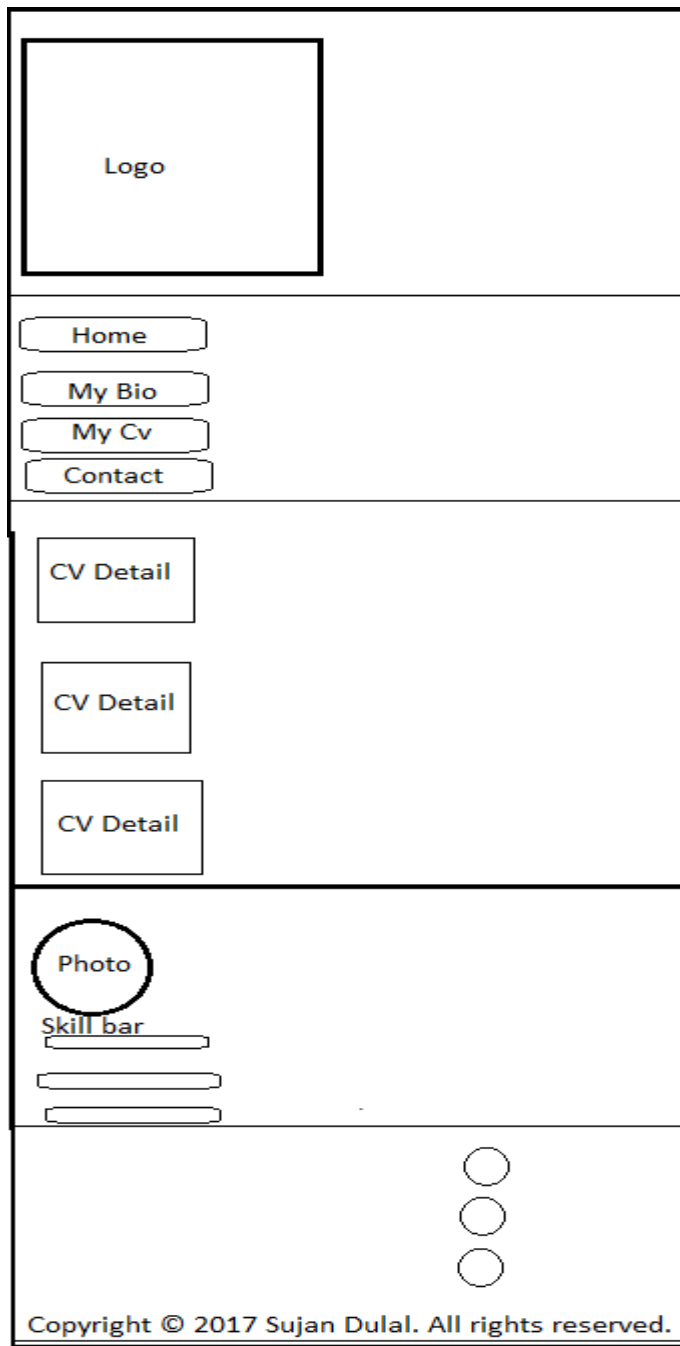 Logo
Home
My Bio
My Cv
Contact
CV Detail
CV Detail
CV Detail
Photo
Skill bar
Copyright © 2017 Sujan Dulal. All rights reserved.